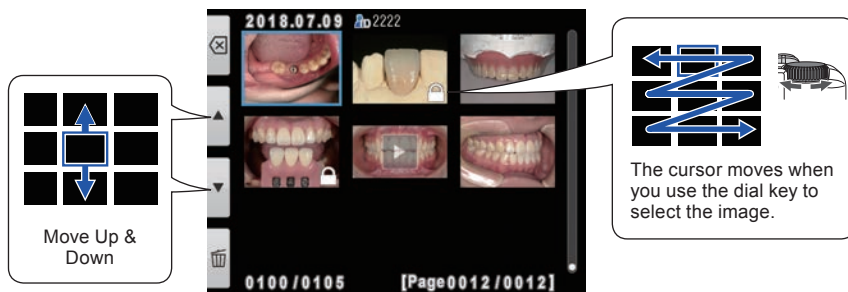 2018.07.09 ID 2222
Move Up &
Down
The cursor moves when
you use the dial key to
select the image.
0100/0105 [Page0012/0012]